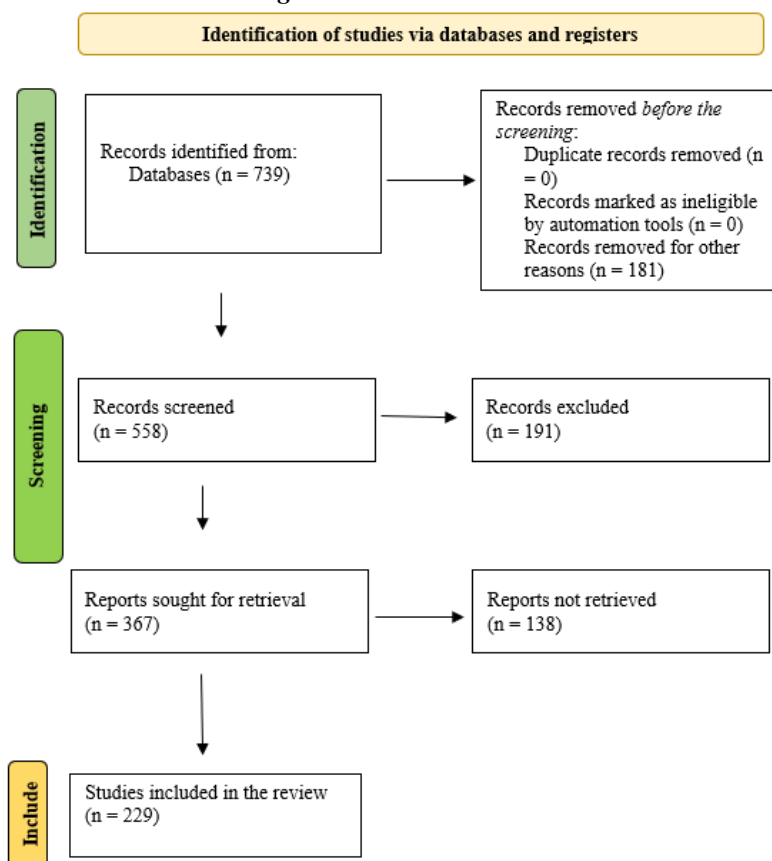 Identification of studies via databases and registers
Identification
Records identified from:
Databases (n = 739)
Records removed before the
screening:
Duplicate records removed (n
= 0)
Records marked as ineligible
by automation tools (n = 0)
Records removed for other
reasons (n = 181)
Screening
Records screened
(n = 558)
Records excluded
(n = 191)
Reports sought for retrieval
(n = 367)
Reports not retrieved
(n = 138)
Include
Studies included in the review
(n = 229)